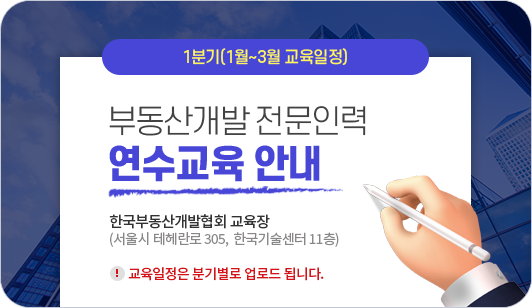 1분기(1월~3월 교육일정)
부동산개발 전문인력
연수교육 안내
한국부동산개발협회 교육장
(서울시 테헤란로 305, 한국기술센터 11층)
! 교육일정은 분기별로 업로드 됩니다.